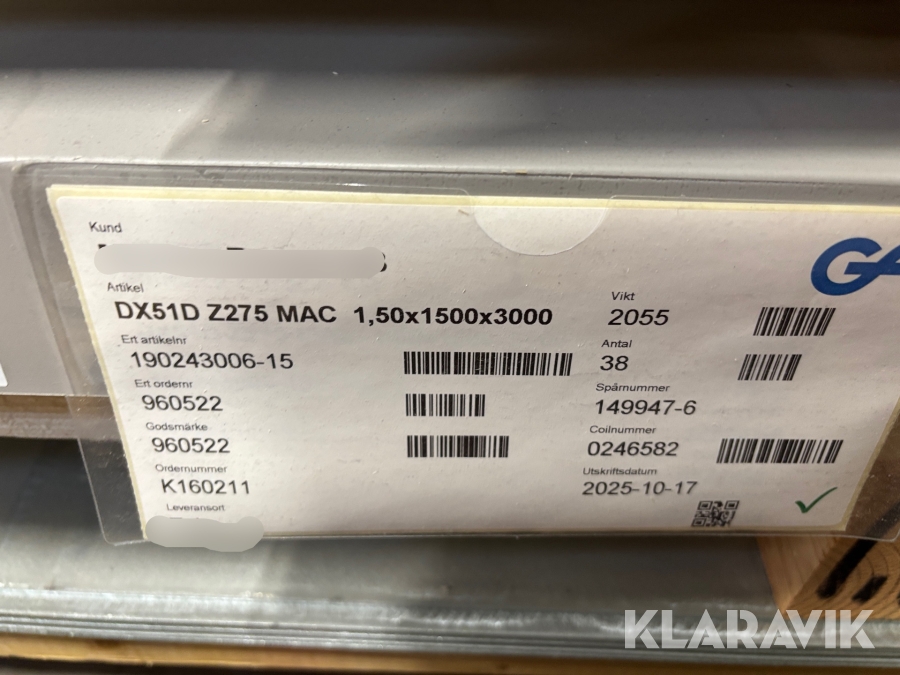 Kund
Artikel
DX51D Z275 MAC 1,50x1500x3000
Ert artikelnr
190243006-15
Ert ordernr
960522
Godsmärke
960522
Ordernummer
K160211
Leveransort
Vikt
2055
Antal
38
Spårnummer
149947-6
Coilnummer
0246582
Utskriftsdatum
2025-10-17
KLARAVIK